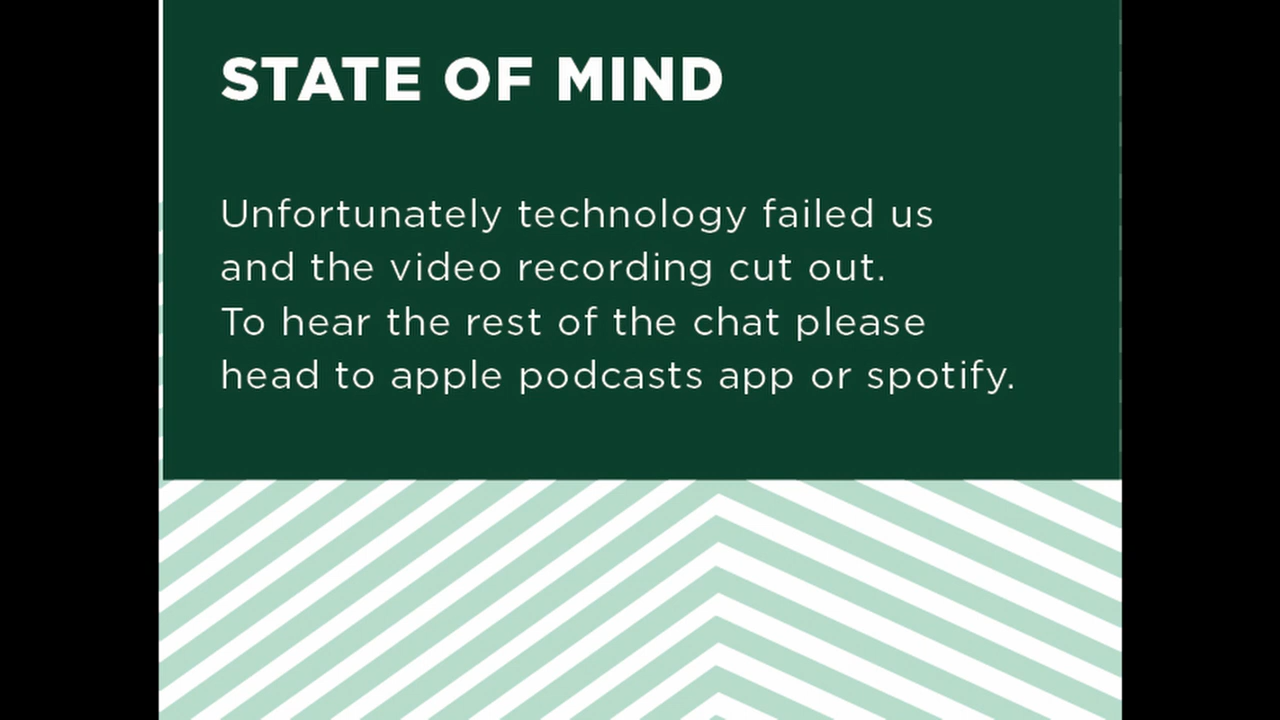 STATE OF MIND
Unfortunately technology failed us
and the video recording cut out.
To hear the rest of the chat please
head to apple podcasts app or spotify.